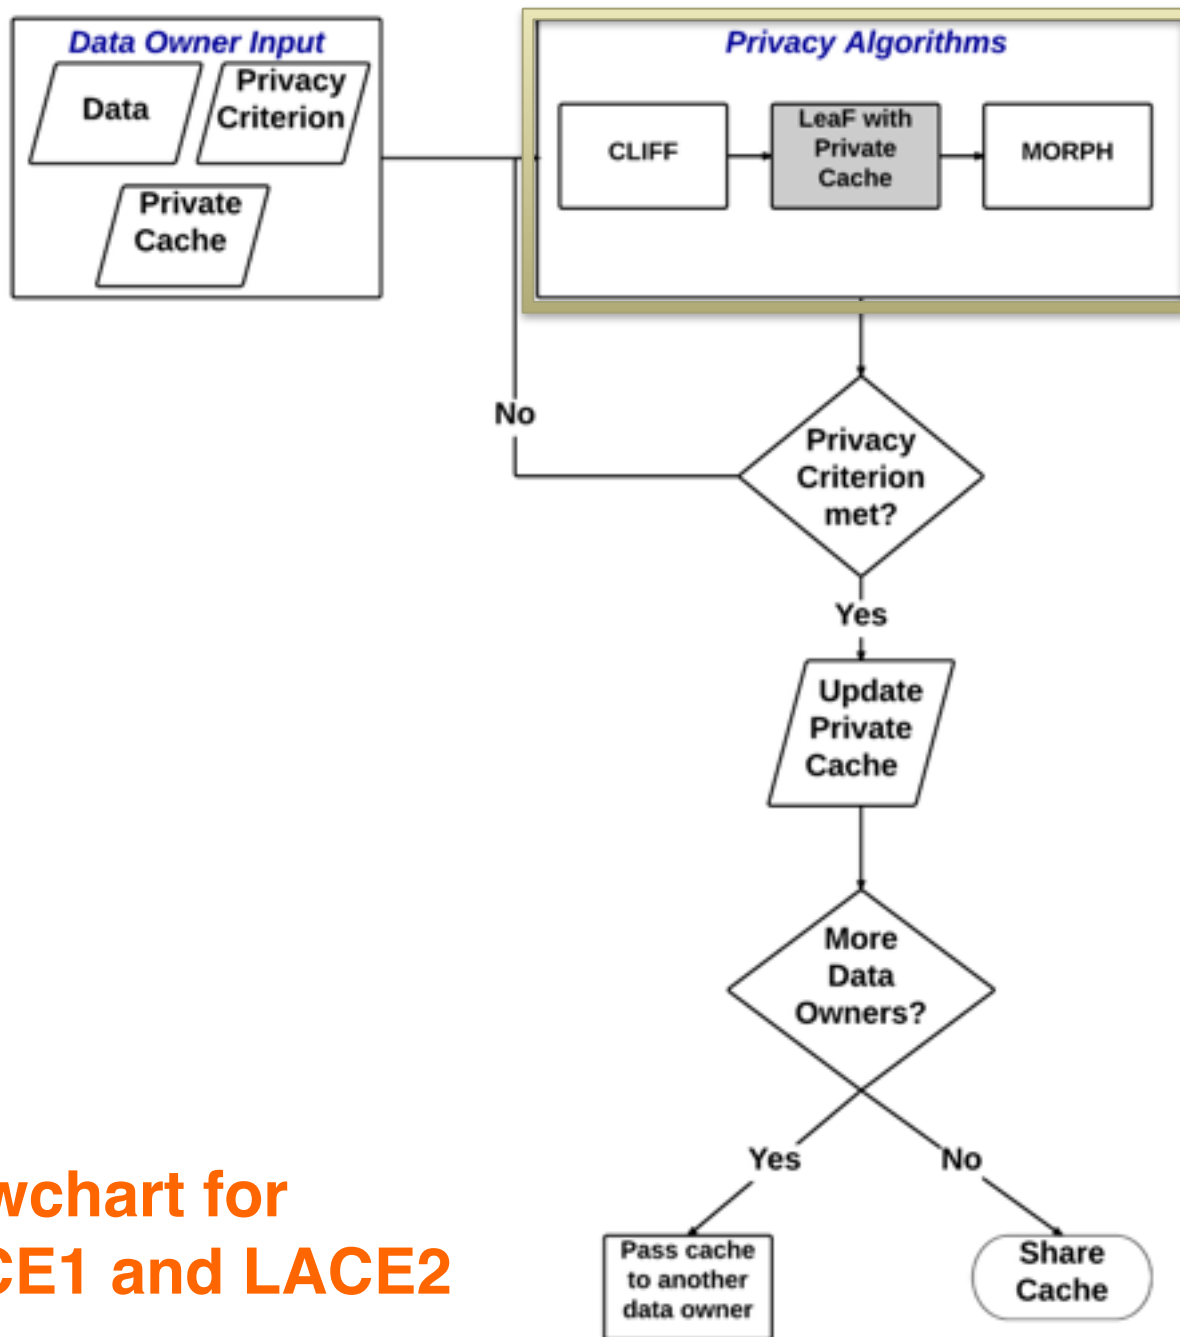 Data Owner Input
Data
Privacy
Criterion
Private
Cache
Privacy Algorithms
CLIFF
LeaF with
Private
Cache
MORPH
No
Privacy
Criterion
met?
Yes
Update
Private
Cache
More
Data
Owners?
Yes
No
Pass cache
to another
data owner
Share
Cache
wchart for
CE1 and LACE2